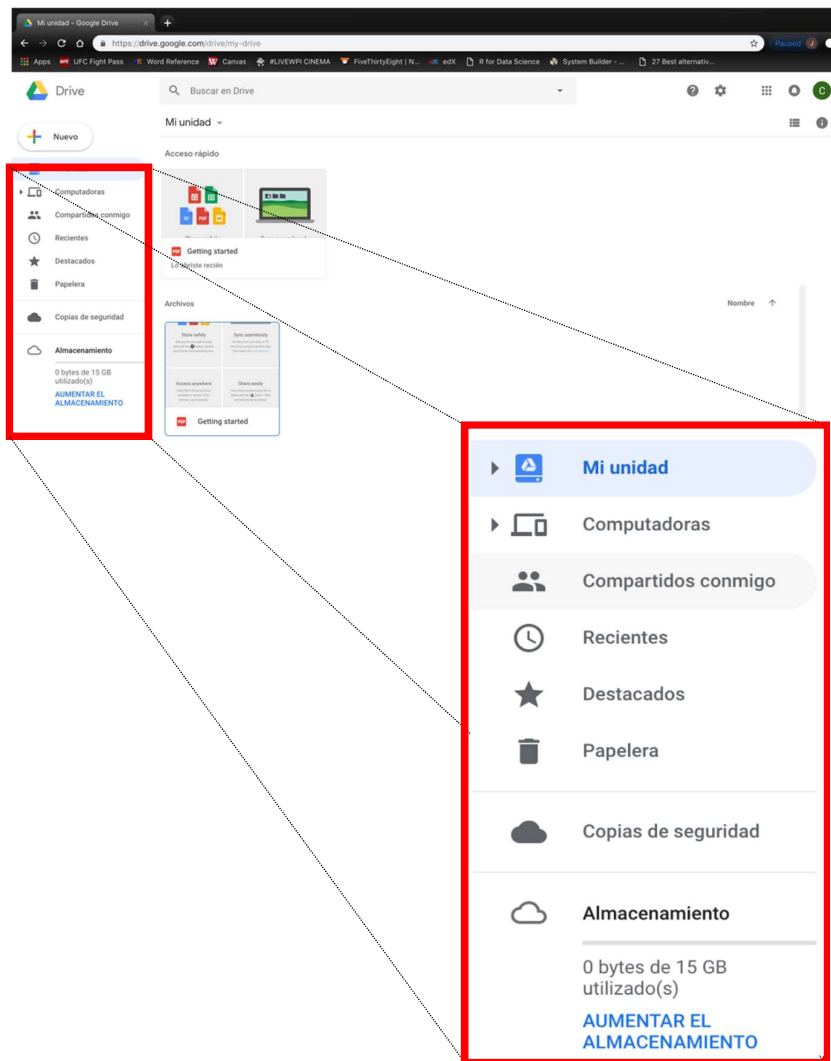 Mi unidad - Google Drive
https://drive.google.com/drive/my-drive
Paused J
Apps UFC Fight Pass Word Reference Canvas #LIVEWPI CINEMA FiveThirtyEight | N... edX R for Data Science System Builder - ... 27 Best alternativ...
Drive
Buscar en Drive
C
Nuevo
Mi unidad
Acceso rápido
Computadoras
Compartidos conmigo
Recientes
Destacados
Papelera
Copias de seguridad
Almacenamiento
0 bytes de 15 GB
utilizado(s)
AUMENTAR EL
ALMACENAMIENTO
PDF Getting started
Lo abriste recién
Archivos
Nombre
Store safely Sync seamlessly
Access anywhere Share easily
PDF Getting started
Mi unidad
Computadoras
Compartidos conmigo
Recientes
Destacados
Papelera
Copias de seguridad
Almacenamiento
0 bytes de 15 GB
utilizado(s)
AUMENTAR EL
ALMACENAMIENTO